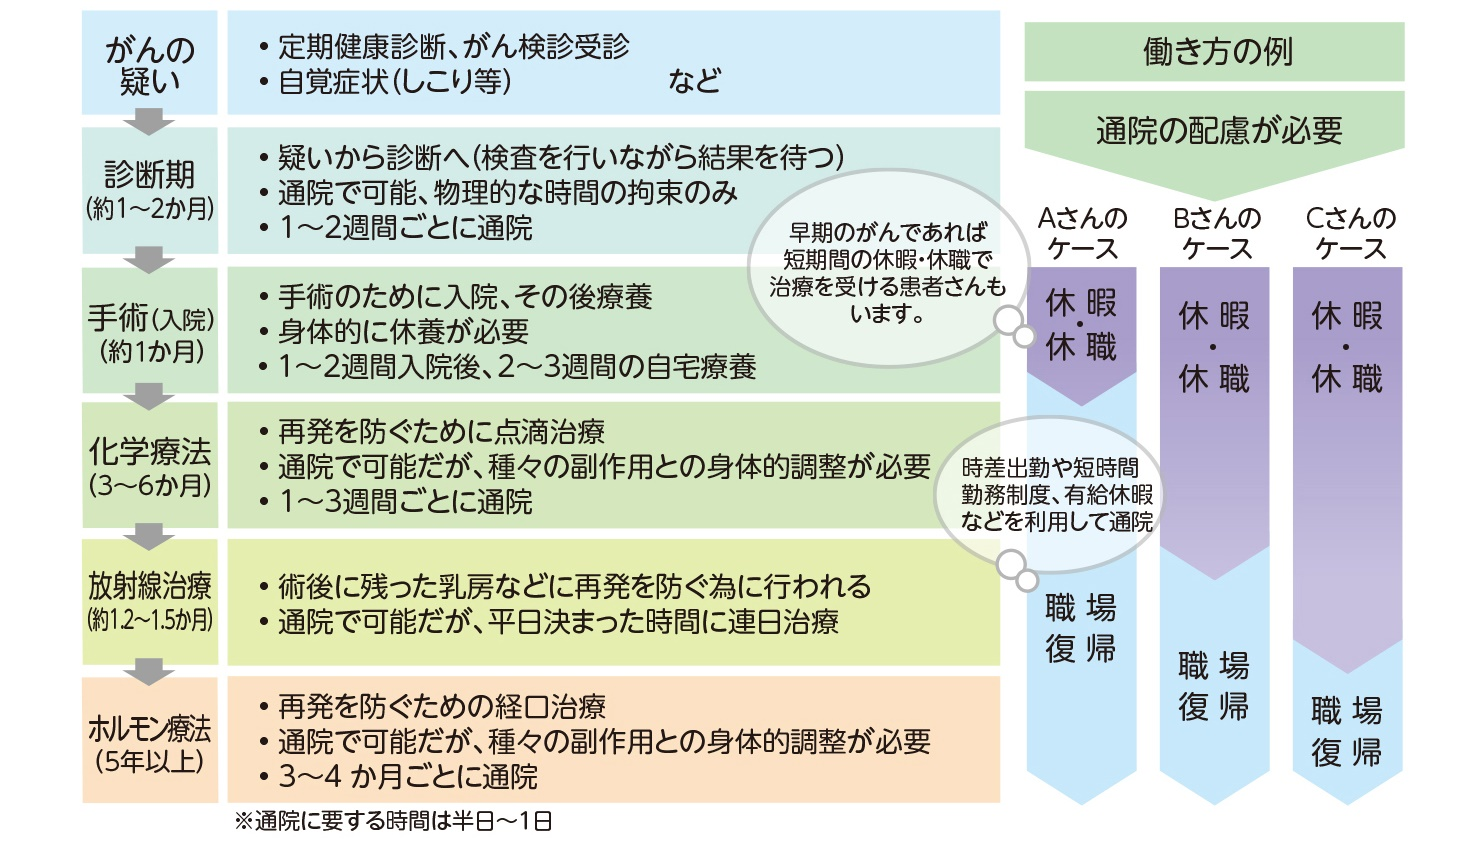 がんの
疑い
・定期健康診断、がん検診受診
・自覚症状(しこり等)　　　　　など
診断期
(約1～2か月)
・疑いから診断へ(検査を行いながら結果を待つ)
・通院で可能、物理的な時間の拘束のみ
・1～2週間ごとに通院
手術(入院)
(約1か月)
・手術のために入院、その後療養
・身体的に休養が必要
・1～2週間入院後、2～3週間の自宅療養
化学療法
(3～6か月)
・再発を防ぐために点滴治療
・通院で可能だが、種々の副作用との身体的調整が必要
・1～3週間ごとに通院
放射線治療
(約1.2～1.5か月)
・術後に残った乳房などに再発を防ぐ為に行われる
・通院で可能だが、平日決まった時間に連日治療
ホルモン療法
(5年以上)
・再発を防ぐための経口治療
・通院で可能だが、種々の副作用との身体的調整が必要
・3～4 か月ごとに通院
※通院に要する時間は半日～1日
働き方の例
通院の配慮が必要
早期のがんであれば
短期間の休暇・休職で
治療を受ける患者さんも
います。
時差出勤や短時間
勤務制度、有給休暇
などを利用して通院
Aさんの
ケース
休暇
・
休職
職場
復帰
Bさんの
ケース
休暇
・
休職
職場
復帰
Cさんの
ケース
休暇
・
休職
職場
復帰